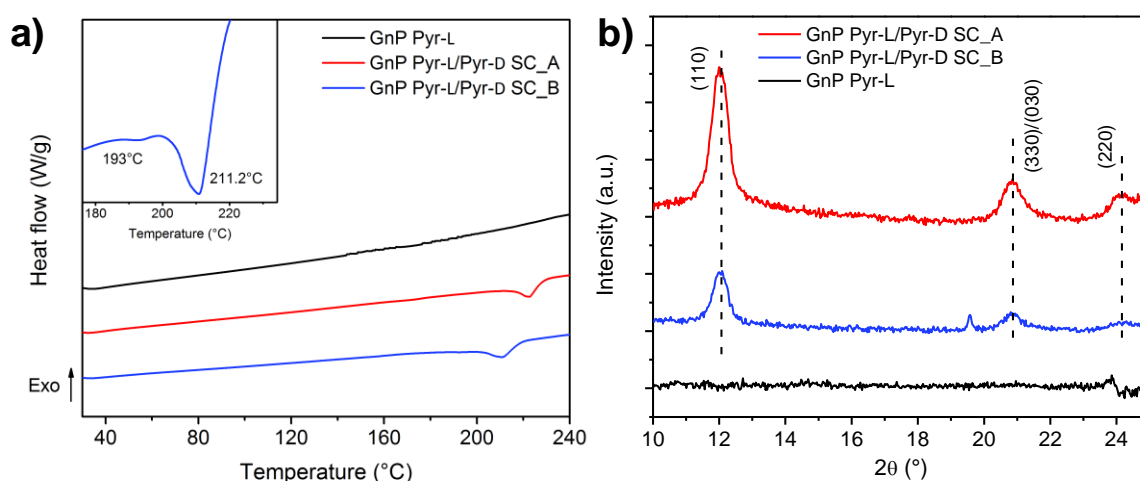 a)
GnP Pyr-L
GnP Pyr-L/Pyr-D SC_A
GnP Pyr-L/Pyr-D SC_B
193°C
211.2°C
180 200 220
Temperature (°C)
Heat flow (W/g)
Exo
40 80 120 160 200 240
Temperature (°C)
b)
GnP Pyr-L/Pyr-D SC_A
GnP Pyr-L/Pyr-D SC_B
GnP Pyr-L
(110)
(330)/(030)
(220)
Intensity (a.u.)
10 12 14 16 18 20 22 24
2θ (°)